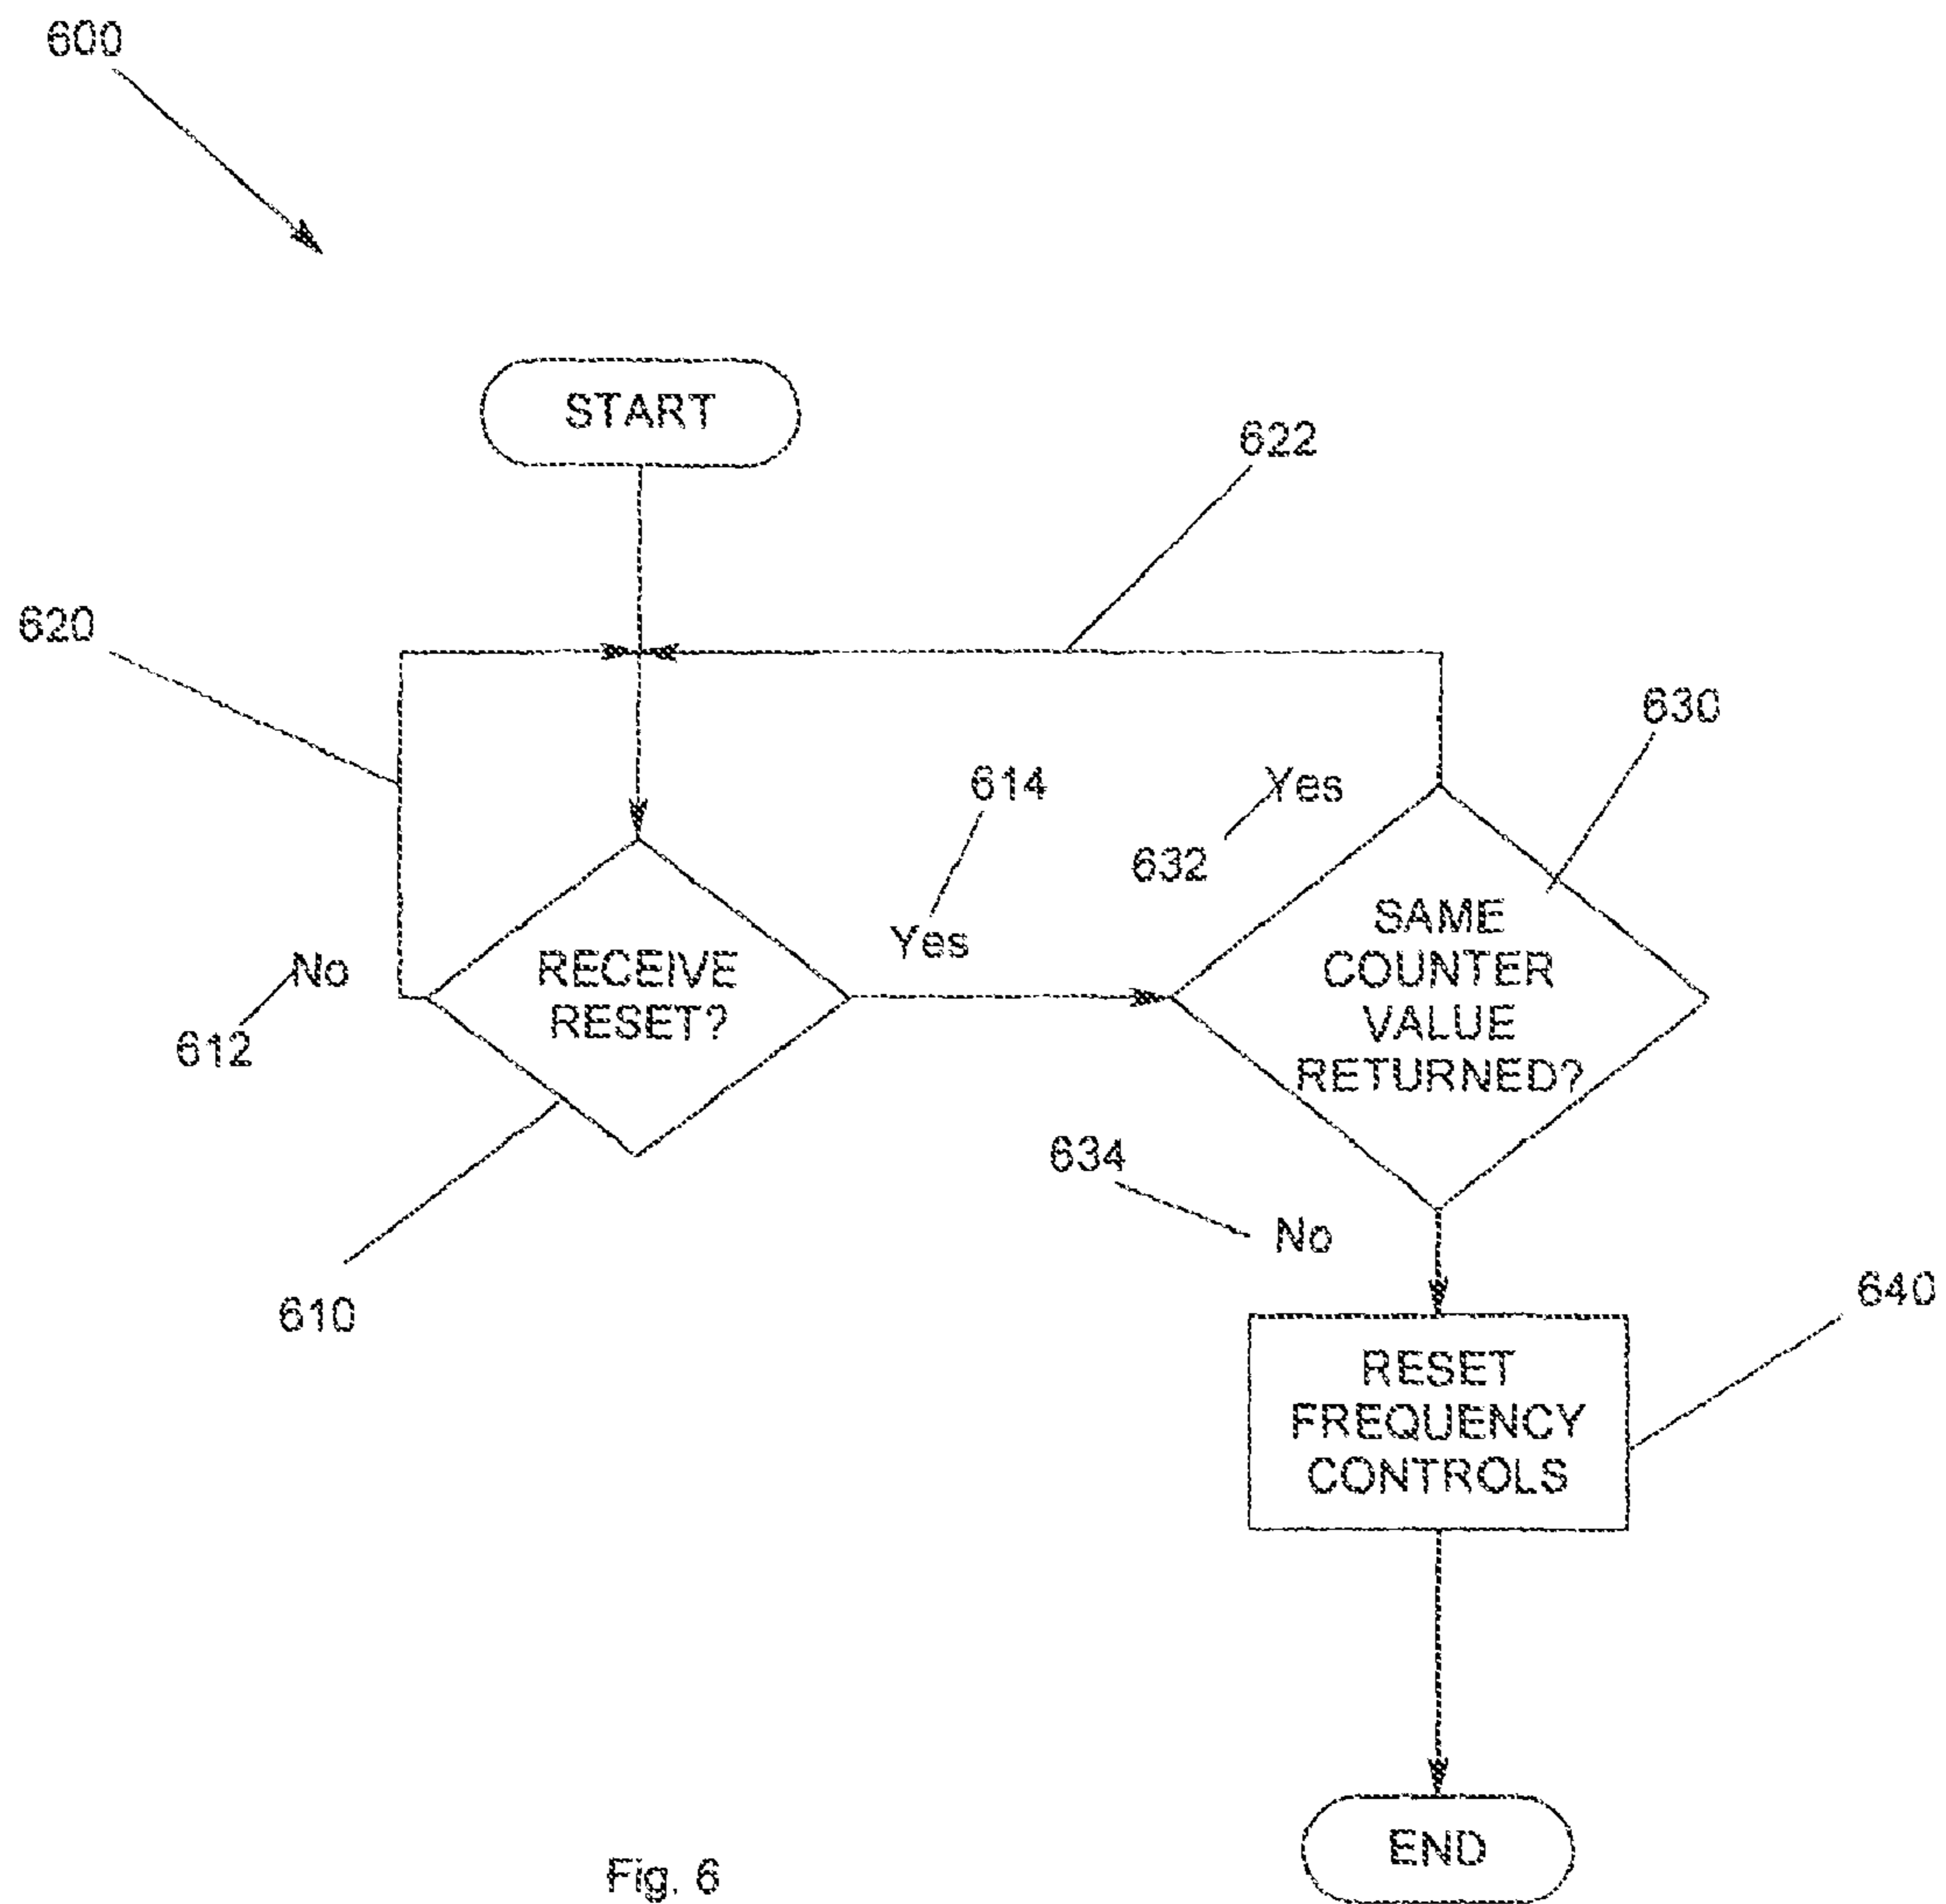 600
START
622
620
630
614
Yes
632
Yes
SAME
COUNTER
VALUE
RETURNED?
No
612
RECEIVE
RESET?
634
No
610
640
RESET
FREQUENCY
CONTROLS
END
Fig. 6